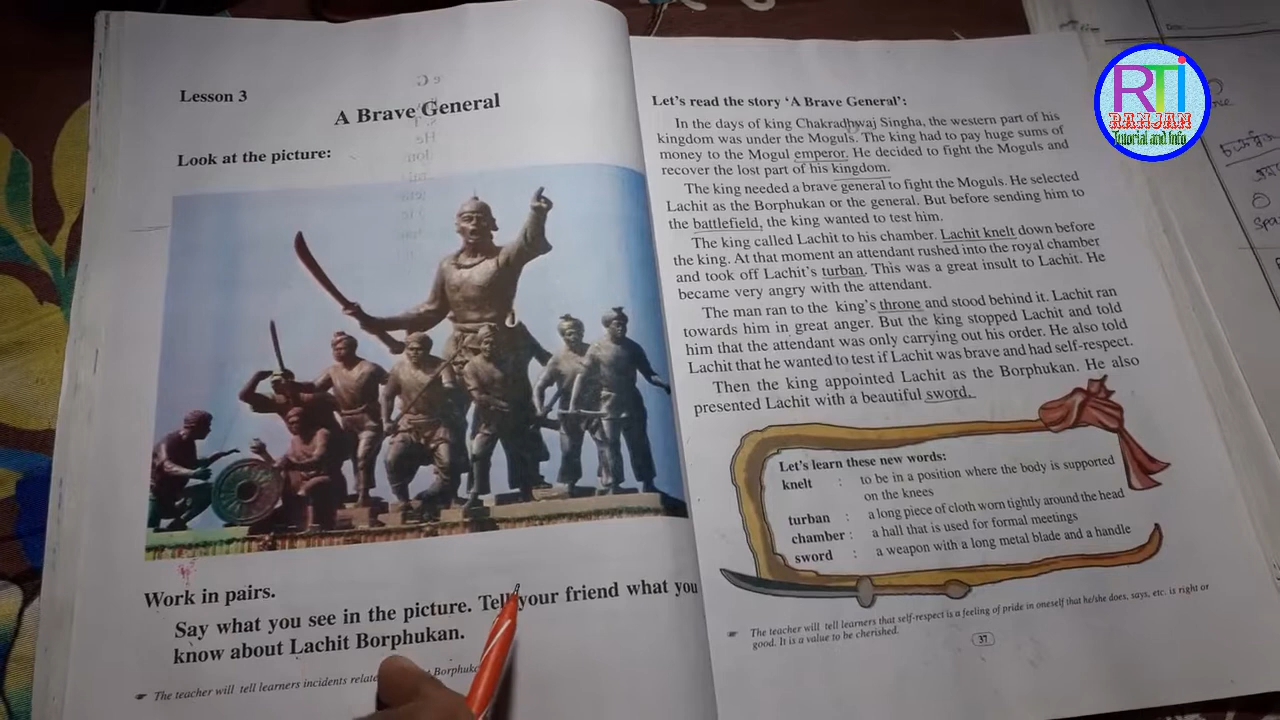 Lesson 3
A Brave General
Look at the picture:
Work in pairs.
Say what you see in the picture. Tell your friend what you
know about Lachit Borphukan.
The teacher will tell learners incidents
Let's read the story 'A Brave General':
In the days of king Chakradhwaj Singha, the western part of his
kingdom was under the Moguls. The king had to pay huge sums of
money to the Mogul emperor. He decided to fight the Moguls and
recover the lost part of his kingdom.
The king needed a brave general to fight the Moguls. He selected
Lachit as the Borphukan or the general. But before sending him to
the battlefield, the king wanted to test him.
The king called Lachit to his chamber. Lachit knelt down before
the king. At that moment an attendant rushed into the royal chamber
and took off Lachit's turban. This was a great insult to Lachit. He
became very angry with the attendant.
The man ran to the king's throne and stood behind it. Lachit ran
towards him in great anger. But the king stopped Lachit and told
him that the attendant was only carrying out his order. He also told
Lachit that he wanted to test if Lachit was brave and had self-respect.
Then the king appointed Lachit as the Borphukan. He also
presented Lachit with a beautiful sword.
Let's learn these new words:
knelt : to be in a position where the body is supported
on the knees
turban : a long piece of cloth worn tightly around the head
chamber : a hall that is used for formal meetings
sword : a weapon with a long metal blade and a handle
The teacher will tell learners that self-respect is a feeling of pride in oneself that he/she does, says, etc. is right or
good. It is a value to be cherished.
37
RTI
RANJAN
Tutorial and Info